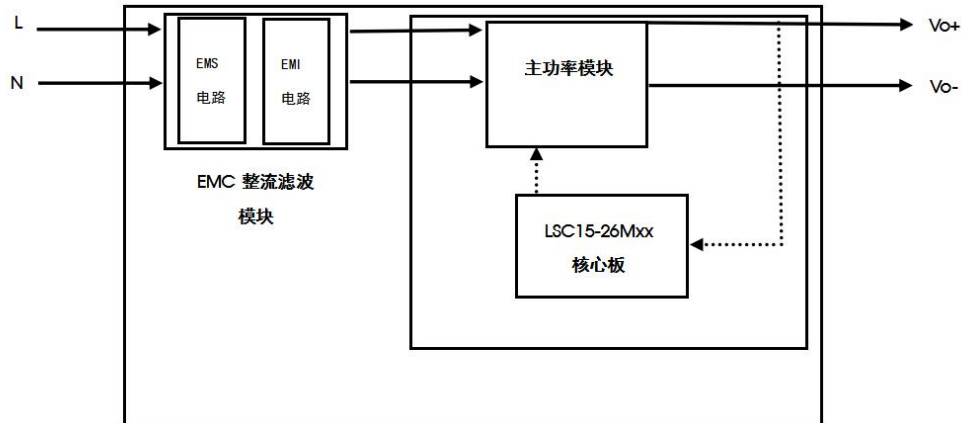 L
N
EMS
电路
EMI
电路
EMC 整流滤波
模块
主功率模块
LSC15-26Mxx
核心板
Vo+
Vo-